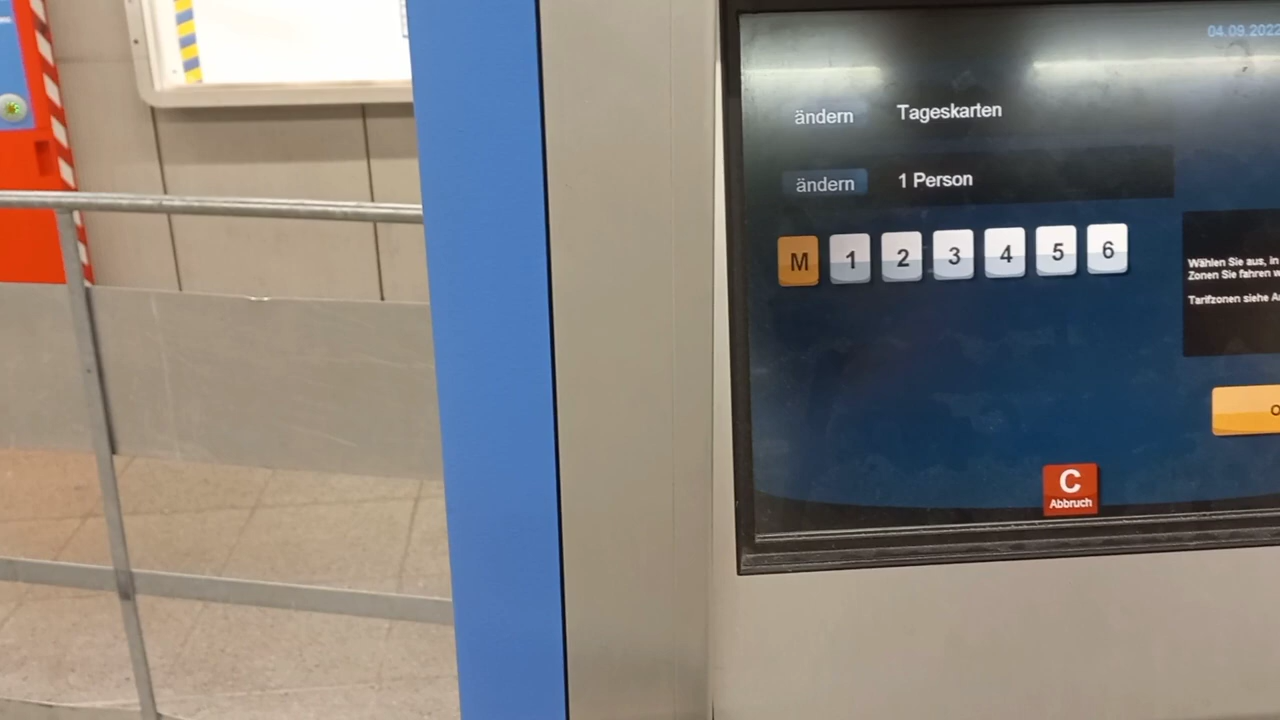 04.09.2022
ändern Tageskarten
ändern 1 Person
M 1 2 3 4 5 6
Wählen Sie aus, in
Zonen Sie fahren
Tarifzonen siehe
C
Abbruch